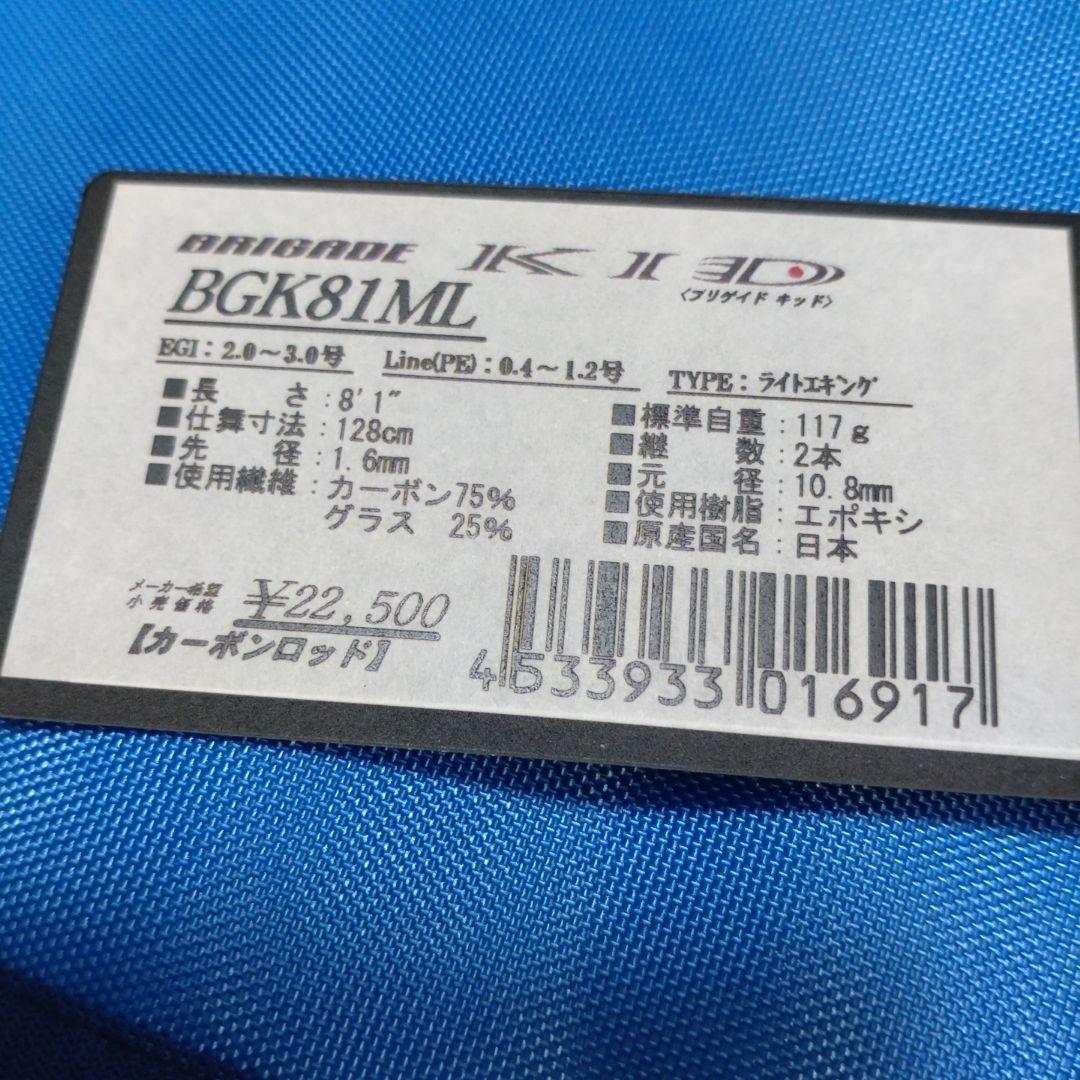 BRIGADE KID
〈ブリゲイド キッド〉
BGK81ML
EGI：2.0～3.0号 Line(PE)：0.4～1.2号 TYPE：ライトエキング
■長さ：8'1" ■標準自重：117g
■仕舞寸法：128cm ■継数：2本
■先径：1.6mm ■元径：10.8mm
■使用繊維：カーボン75% ■使用樹脂：エポキシ
グラス 25% ■原産国名：日本
メーカー希望
小売価格 ¥22,500
【カーボンロッド】
4533933016917